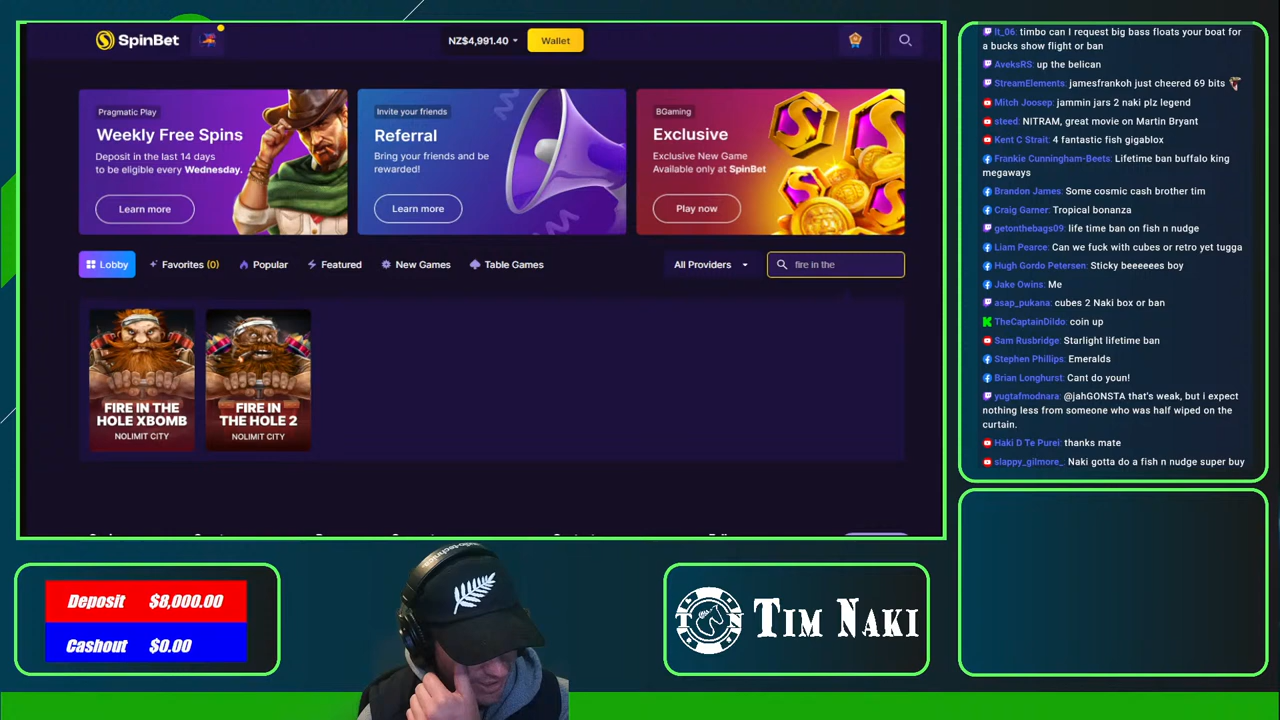 SpinBet
NZ$4,991.40
Wallet
Pragmatic Play
Weekly Free Spins
Deposit in the last 14 days
to be eligible every Wednesday.
Learn more
Invite your friends
Referral
Bring your friends and be
rewarded!
Learn more
BGaming
Exclusive
Exclusive New Game
Available only at SpinBet
Play now
Lobby
Favorites (0)
Popular
Featured
New Games
Table Games
All Providers
fire in the
FIRE IN THE
HOLE XBOMB
NOLIMIT CITY
FIRE IN
THE HOLE 2
NOLIMIT CITY
lt_06: timbo can I request big bass floats your boat for
a bucks show flight or ban
AveksRS: up the belican
StreamElements: jamesfrankoh just cheered 69 bits
Mitch Joosep: jammin jars 2 naki plz legend
steed: NITRAM, great movie on Martin Bryant
Kent C Strait: 4 fantastic fish gigablox
Frankie Cunningham-Beets: Lifetime ban buffalo king
megaways
Brandon James: Some cosmic cash brother tim
Craig Garner: Tropical bonanza
getonthebags09: life time ban on fish n nudge
Liam Pearce: Can we fuck with cubes or retro yet tugga
Hugh Gordo Petersen: Sticky beeeeees boy
Jake Owins: Me
asap_pukana: cubes 2 Naki box or ban
TheCaptainDildo: coin up
Sam Rusbridge: Starlight lifetime ban
Stephen Phillips: Emeralds
Brian Longhurst: Cant do youn!
yugtafmodnara: @jahGONSTA that's weak, but i expect
nothing less from someone who was half wiped on the
curtain.
Haki D Te Purei: thanks mate
slappy_gilmore_: Naki gotta do a fish n nudge super buy
Deposit $8,000.00
Cashout $0.00
TIM NAKI